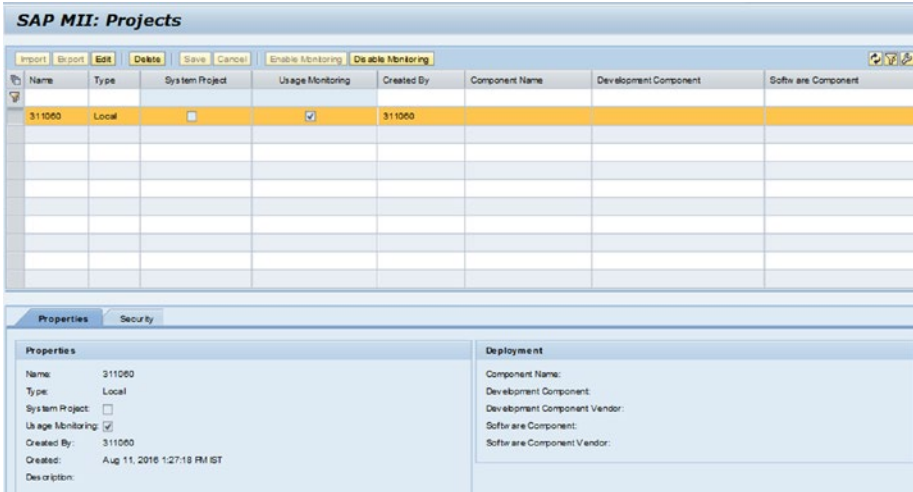 SAP MII: Projects
Import Export Edit Delete Save Cancel Enable Monitoring Disable Monitoring
Name Type System Project Usage Monitoring Created By Component Name Development Component Software Component
311060 Local 311060
Properties Security
Properties
Name: 311060
Type: Local
System Project:
Usage Monitoring:
Created By: 311060
Created: Aug 11, 2016 1:27:18 PM IST
Description:
Deployment
Component Name:
Development Component:
Development Component Vendor:
Software Component:
Software Component Vendor: